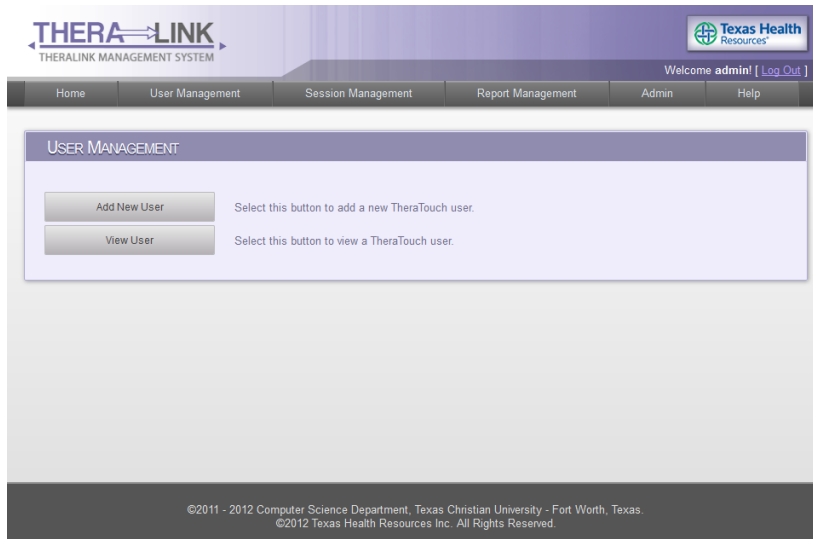 THERA LINK
THERALINK MANAGEMENT SYSTEM
Texas Health
Resources®
Welcome admin! [ Log Out ]
Home User Management Session Management Report Management Admin Help
USER MANAGEMENT
Add New User Select this button to add a new TheraTouch user.
View User Select this button to view a TheraTouch user.
©2011 - 2012 Computer Science Department, Texas Christian University - Fort Worth, Texas.
©2012 Texas Health Resources Inc. All Rights Reserved.